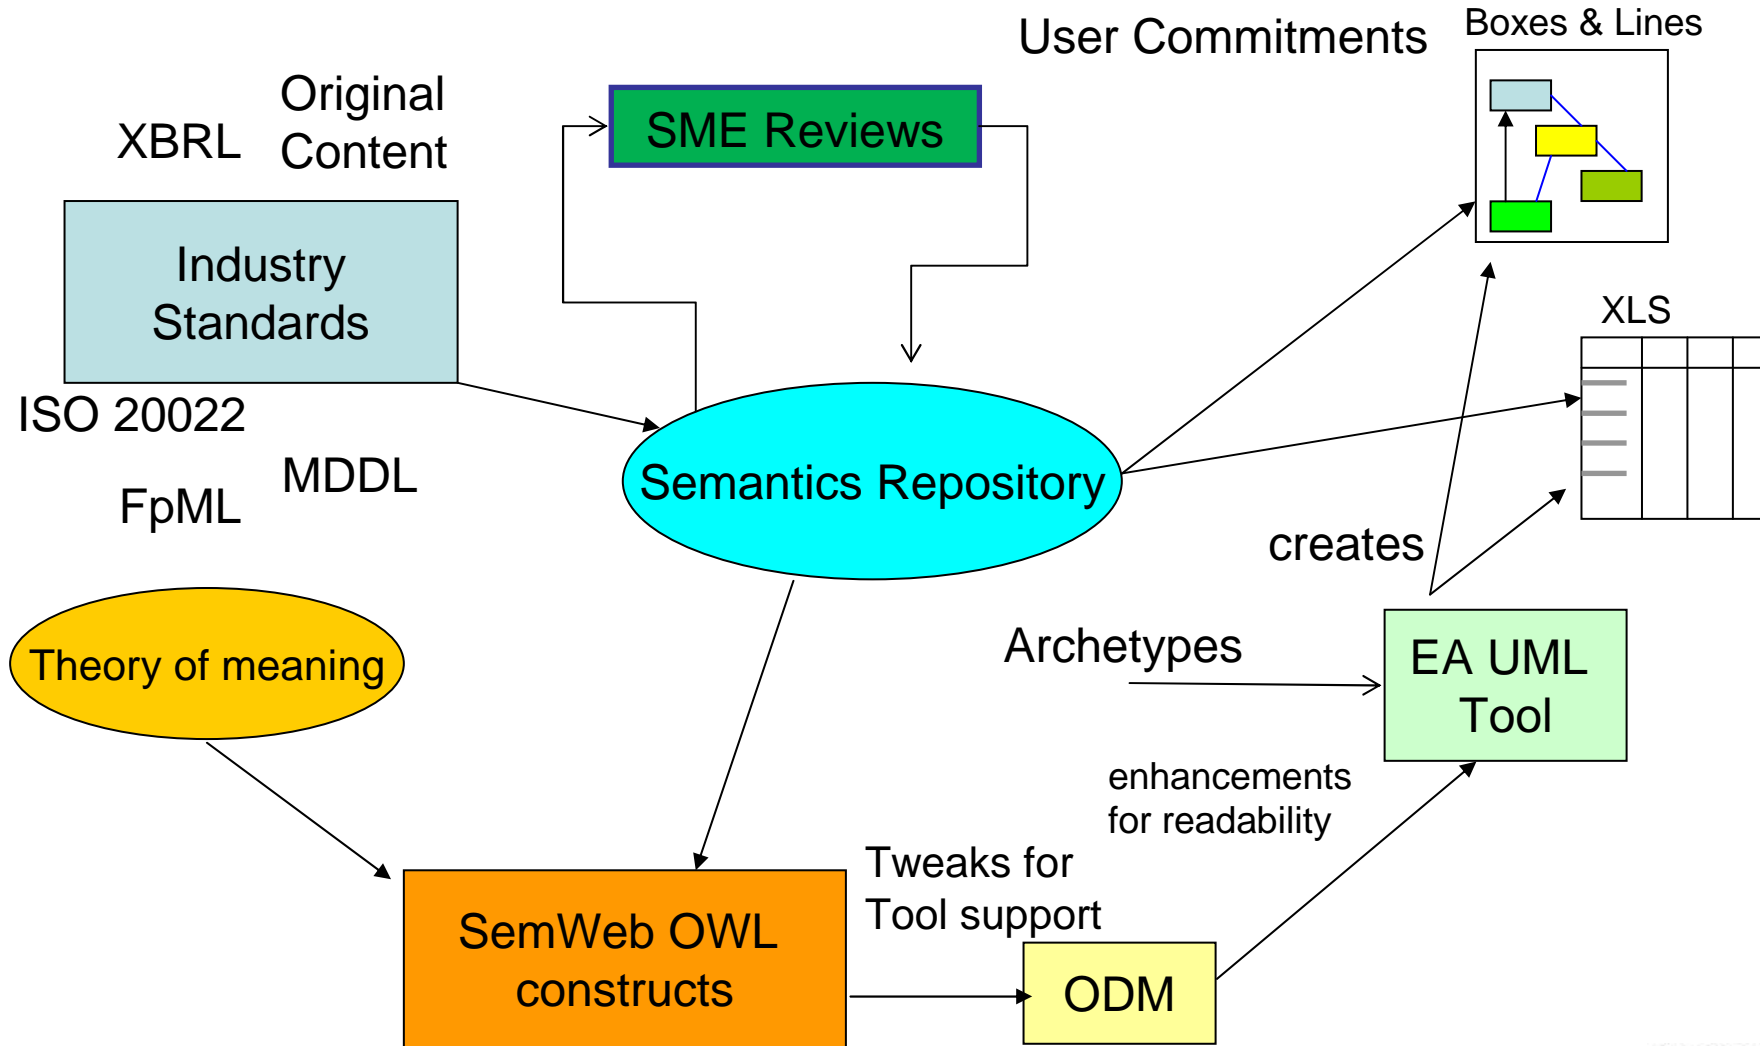 User Commitments
Boxes & Lines
Original
Content
XBRL
SME Reviews
Industry
Standards
XLS
ISO 20022
MDDL
FpML
Semantics Repository
creates
Theory of meaning
Archetypes
EA UML
Tool
enhancements
for readability
Tweaks for
Tool support
SemWeb OWL
constructs
ODM